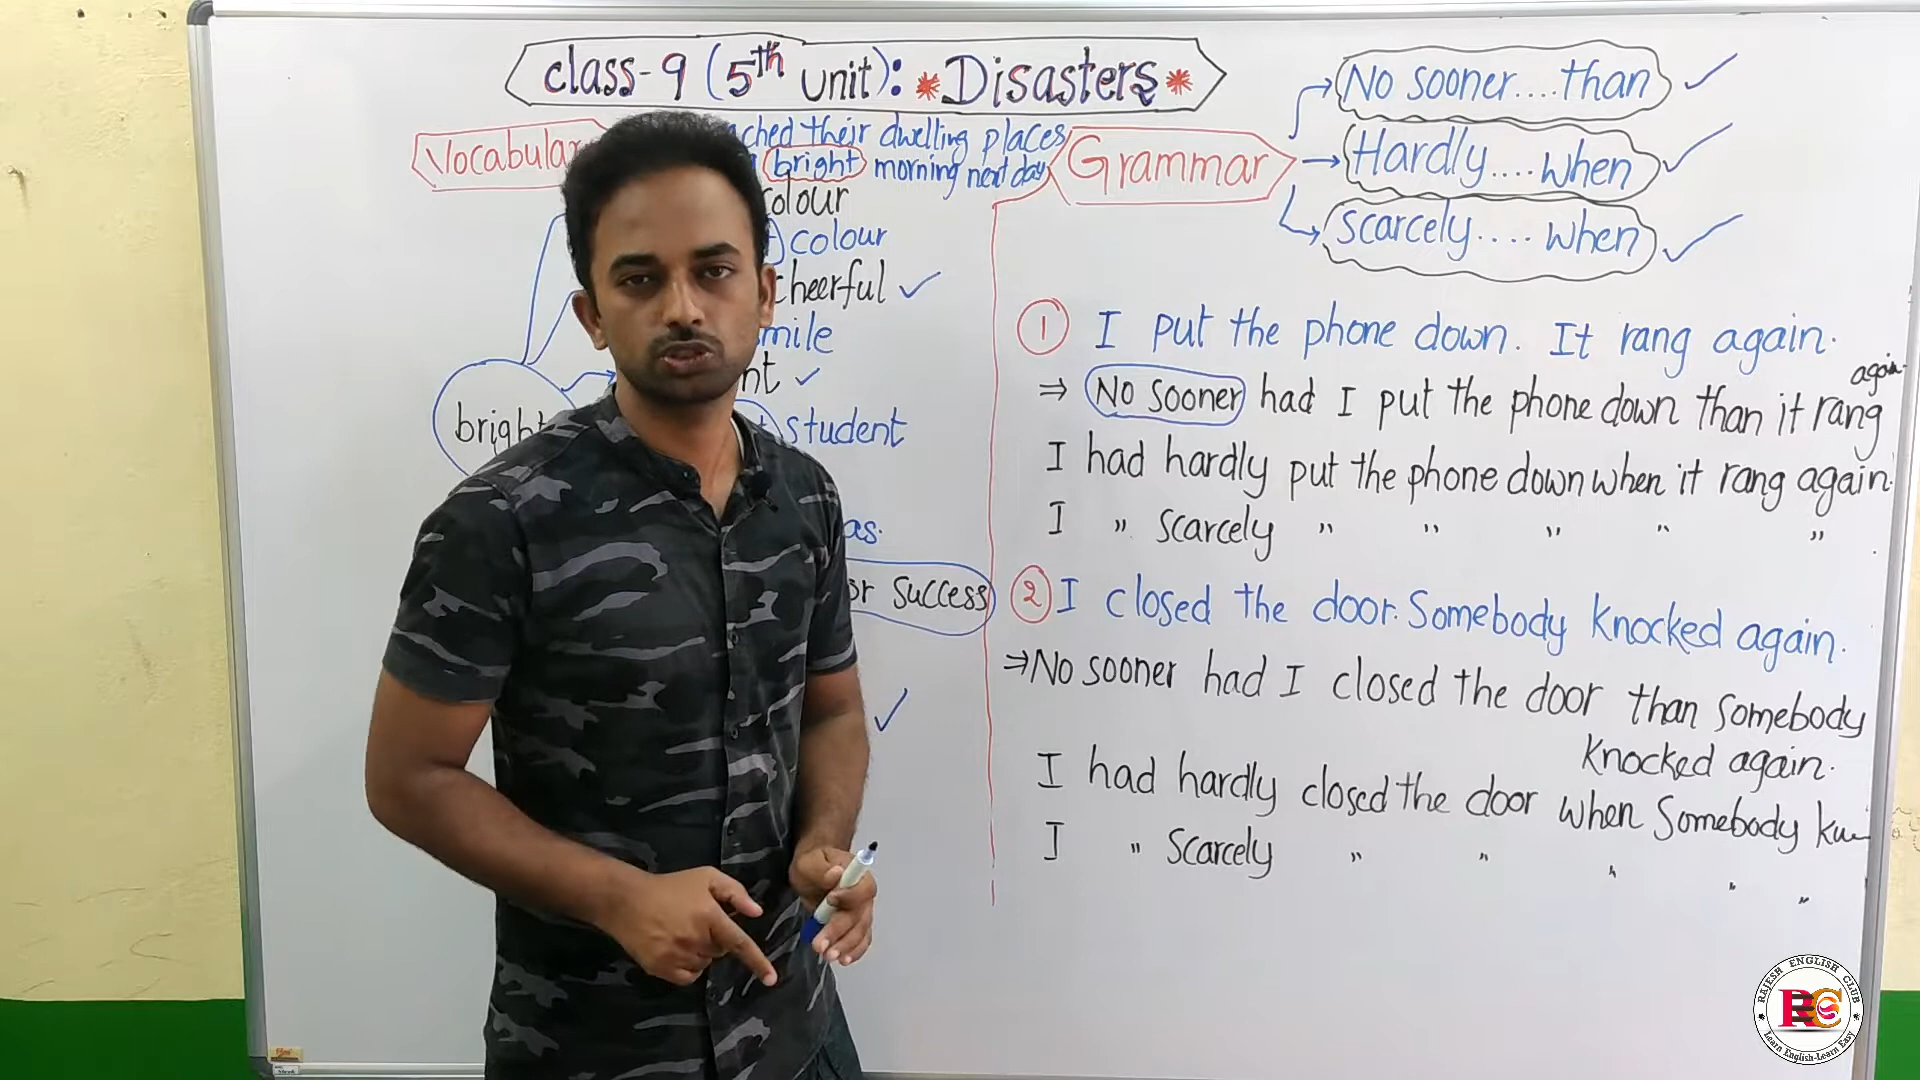 class-9 (5th unit): *Disasters*
Vocabular
ached their dwelling places
bright morning next day
colour
colour
cheerful ✓
mile
nt ✓
bright
student
as.
or success
✓
Grammar
No sooner....than ✓
Hardly....when ✓
Scarcely....when ✓
① I put the phone down. It rang again.
⇒ No sooner had I put the phone down than it rang again.
I had hardly put the phone down when it rang again.
I " Scarcely " " " " "
② I closed the door. Somebody knocked again.
⇒ No sooner had I closed the door than somebody
knocked again.
I had hardly closed the door when Somebody
I " Scarcely " " " " "
RAJESH ENGLISH CLUB
REC
Learn English-Learn Easy